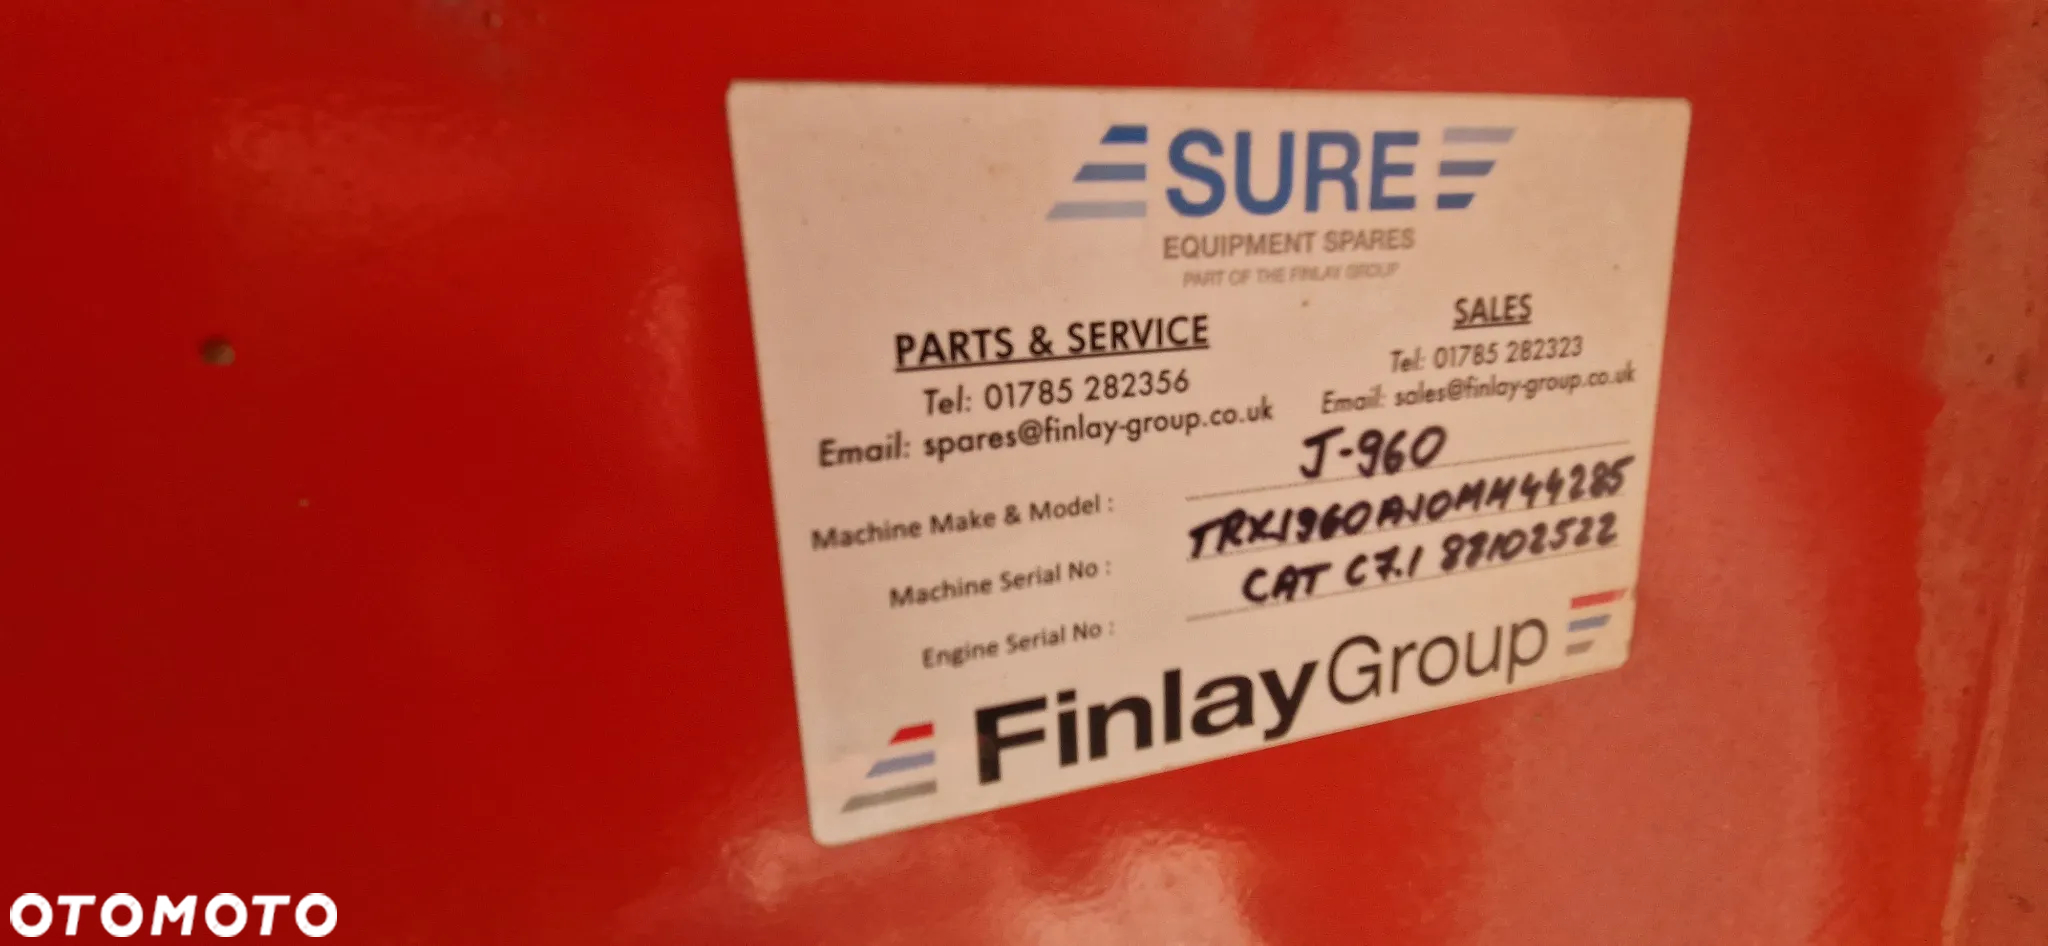 SURE
EQUIPMENT SPARES
PART OF THE FINLAY GROUP
PARTS & SERVICE
Tel: 01785 282356
Email: spares@finlay-group.co.uk
SALES
Tel: 01785 282323
Email: sales@finlay-group.co.uk
Machine Make & Model : J-960
Machine Serial No : TRXJ960AJOMM44285
Engine Serial No : CAT C7.1 88102522
FinlayGroup
OTOMOTO